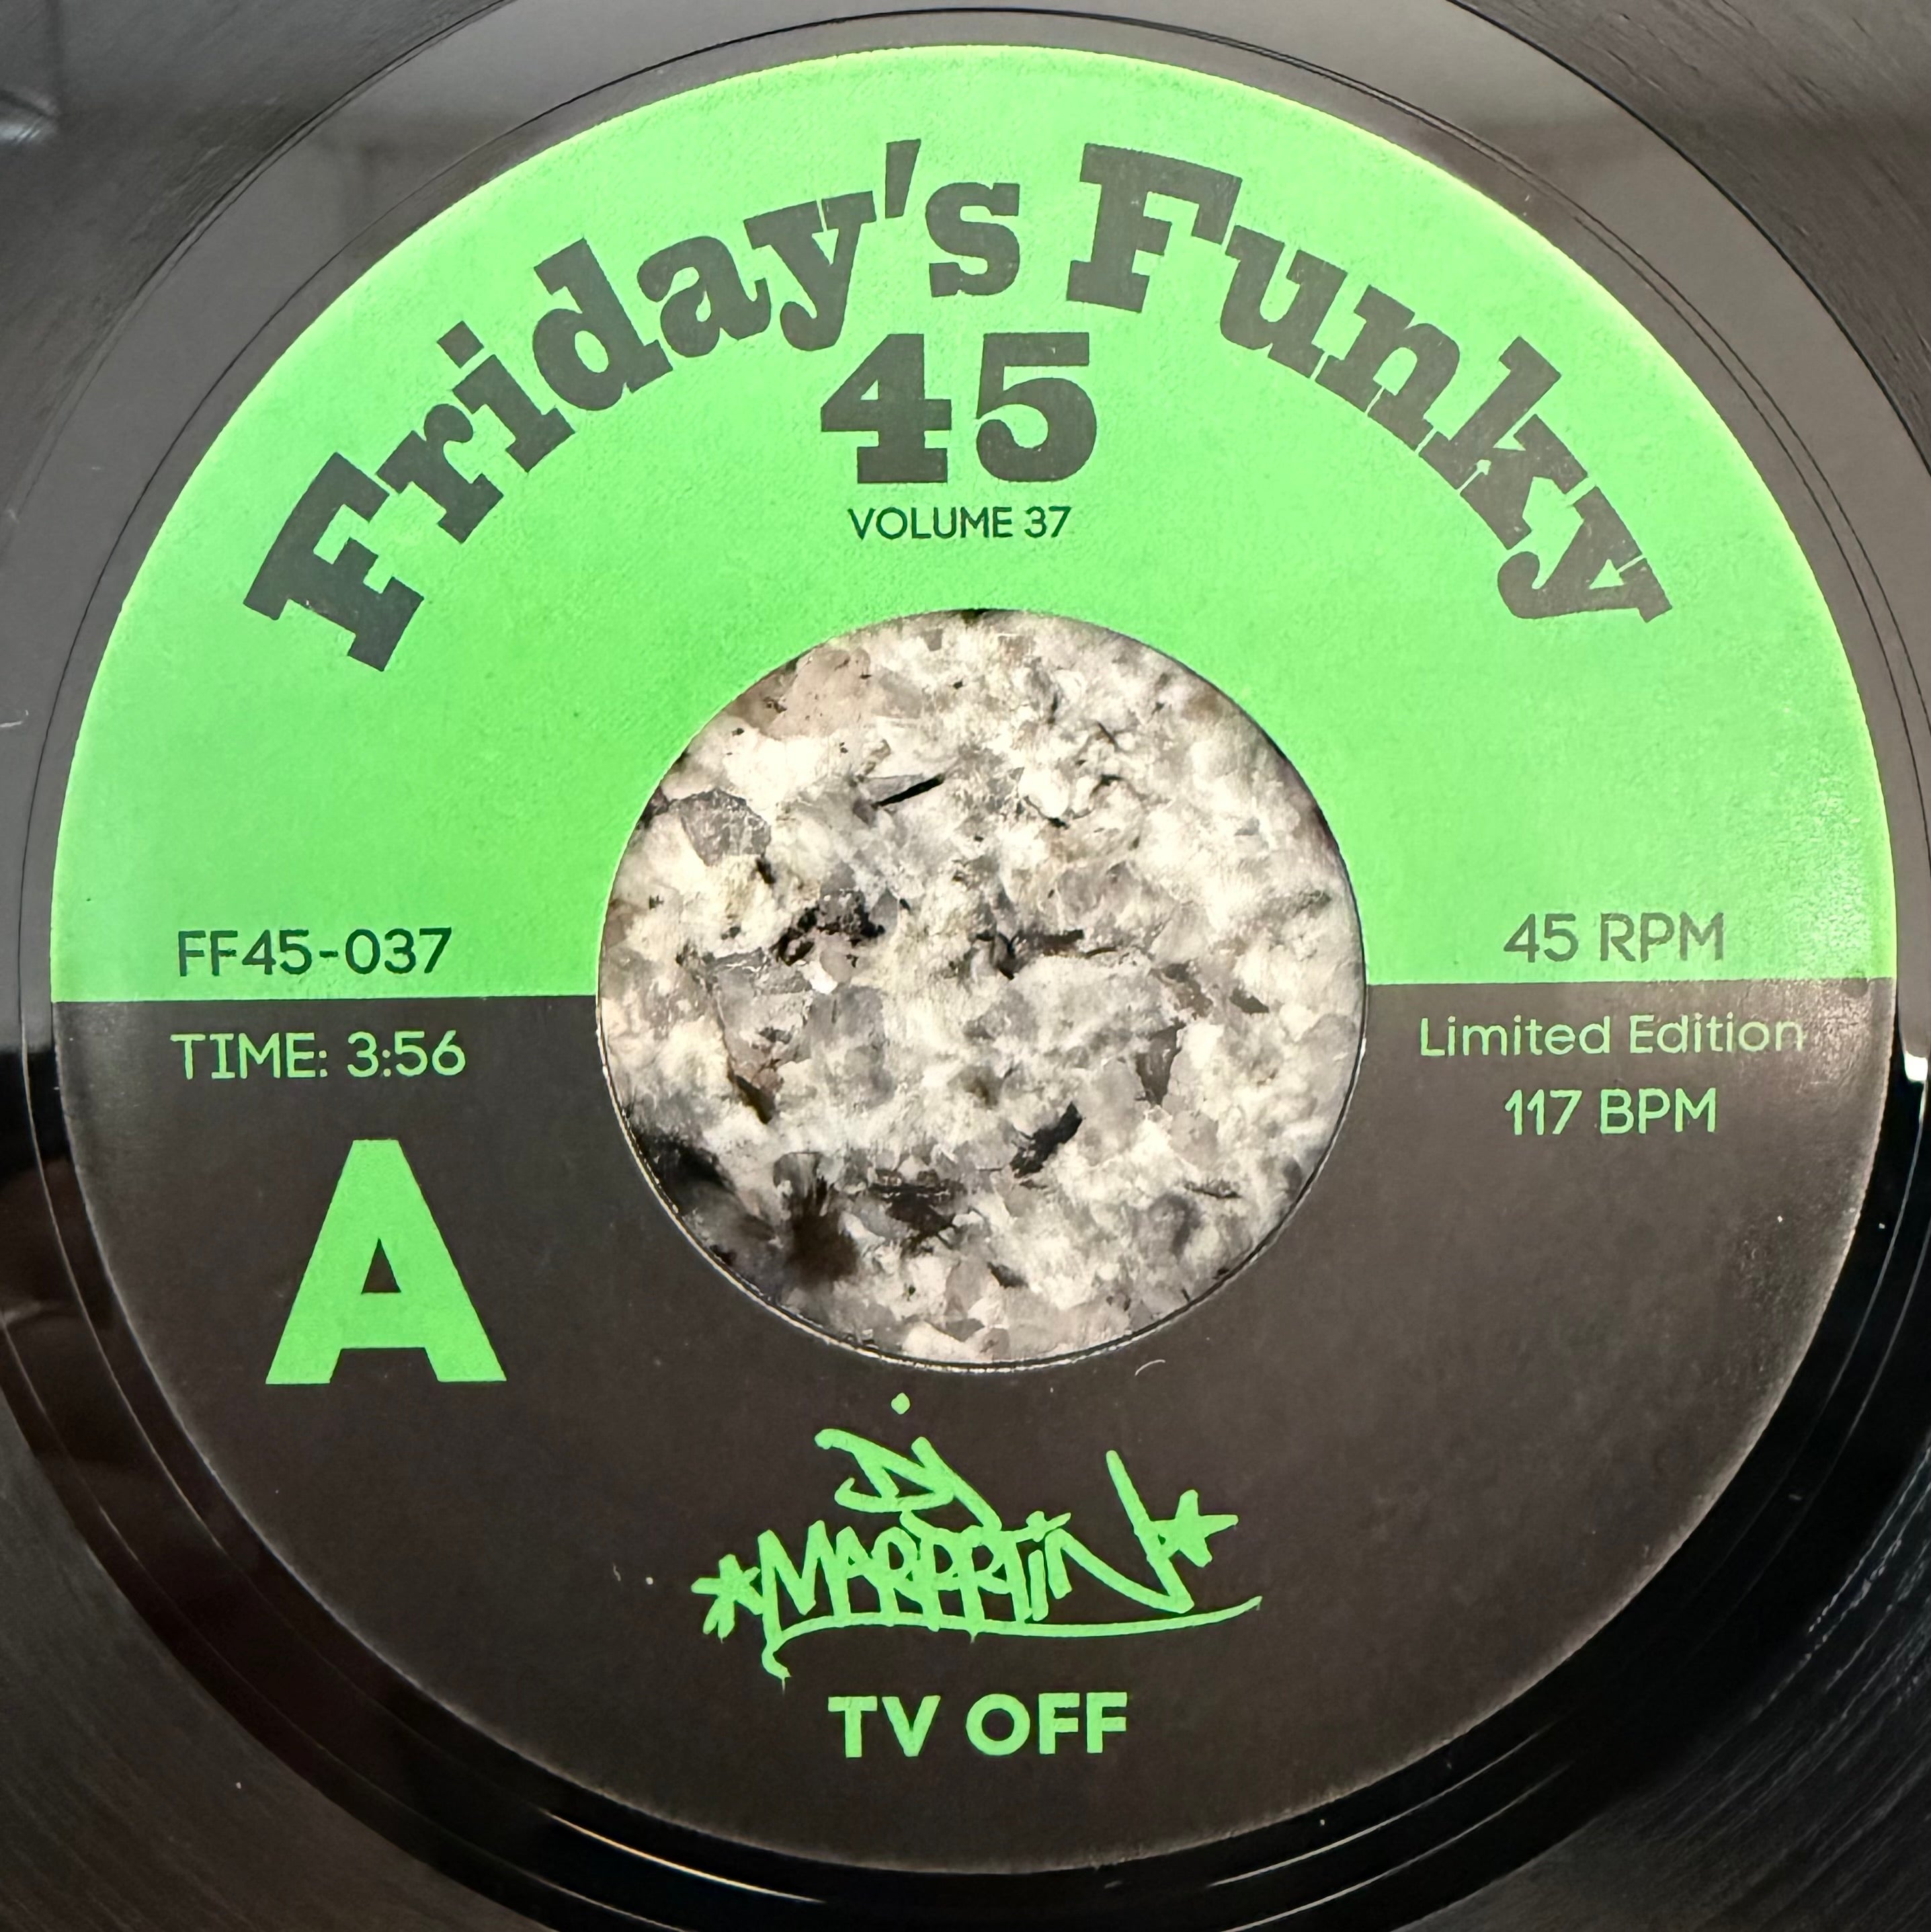 Friday's Funky
45
VOLUME 37
FF45-037
45 RPM
TIME: 3:56
Limited Edition
117 BPM
A
DJ
TV OFF